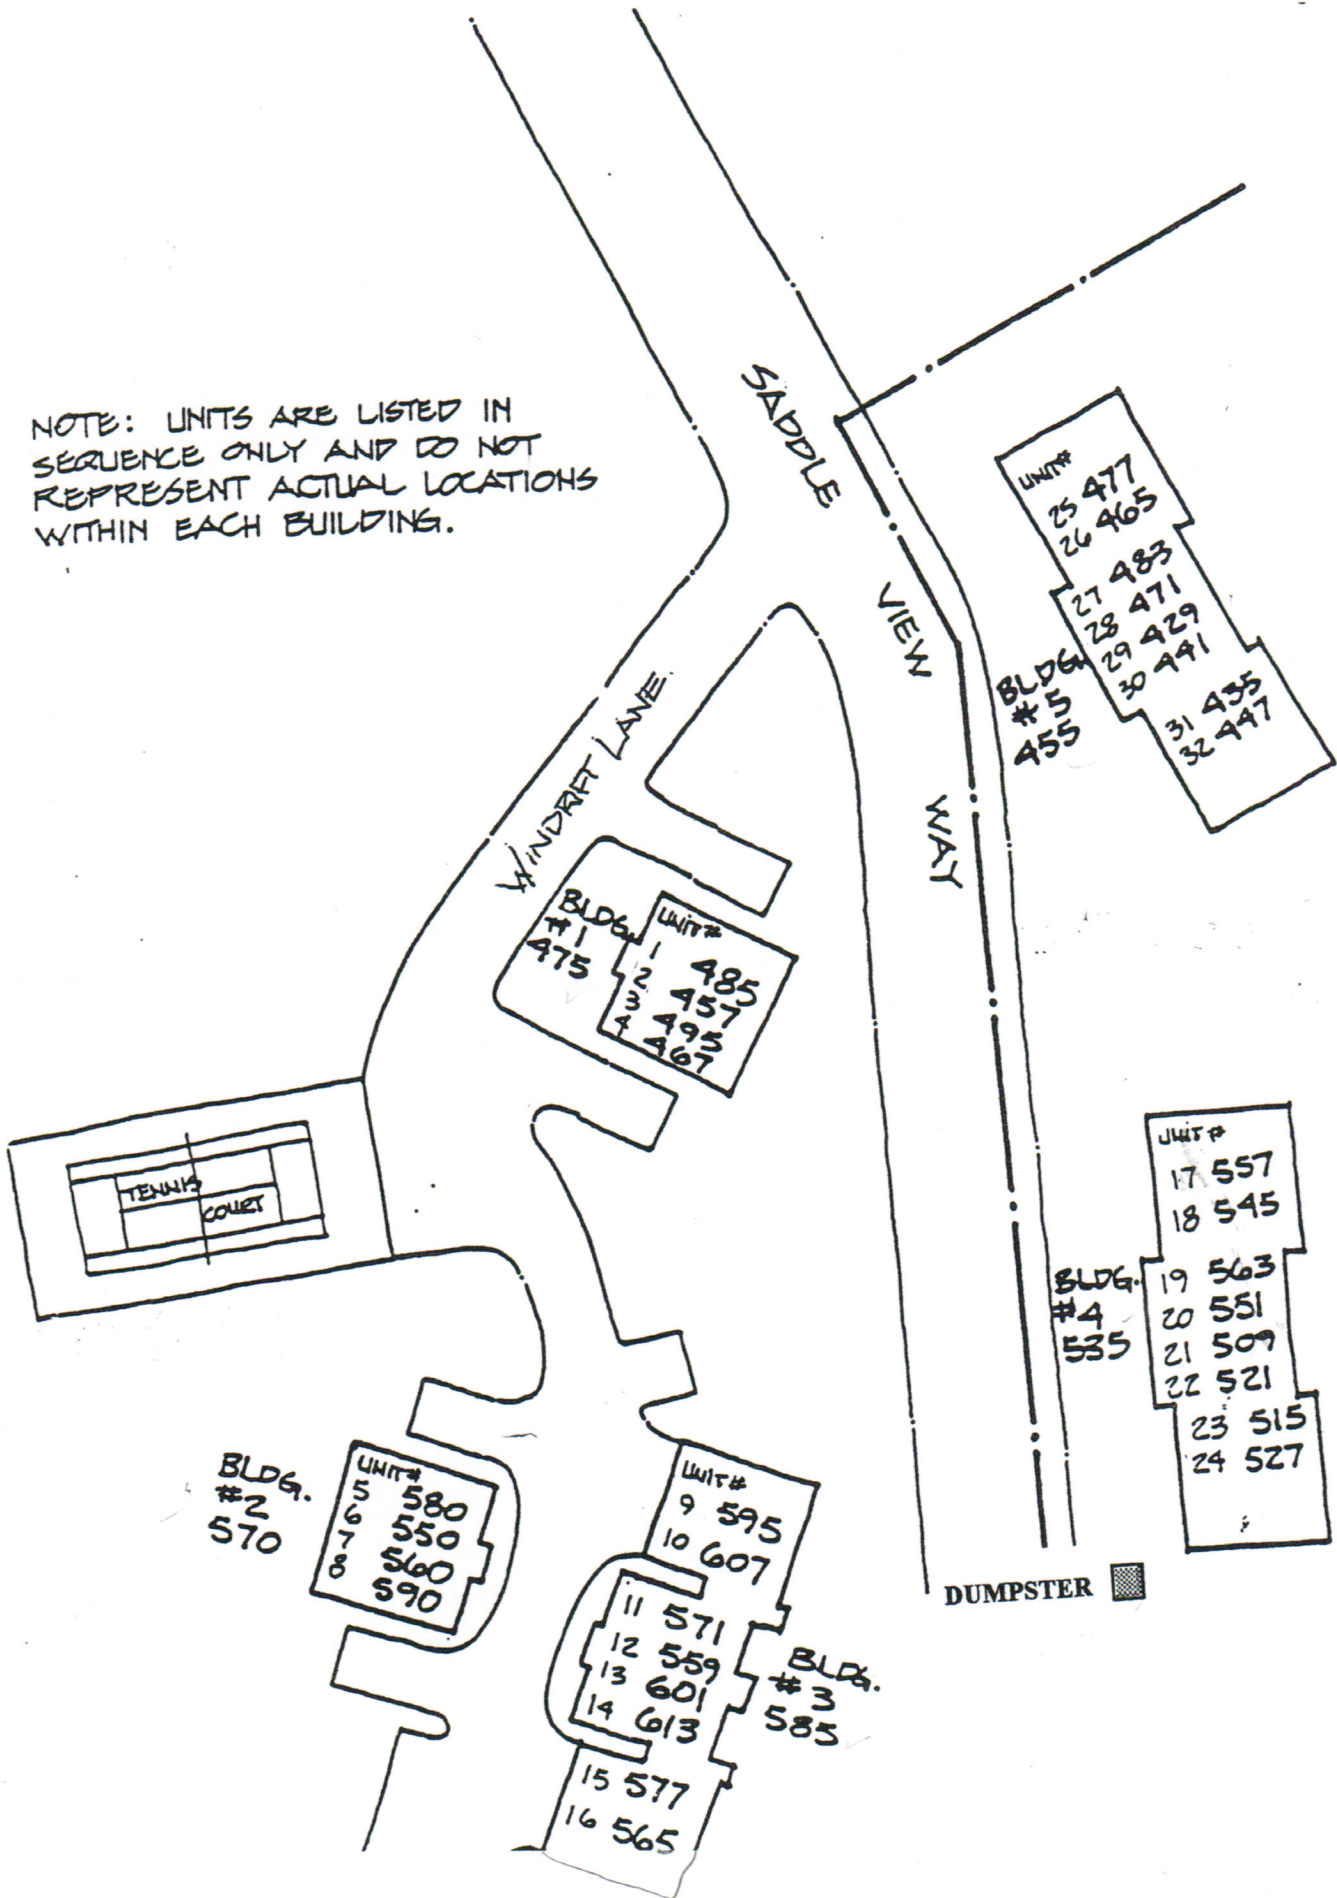 NOTE: UNITS ARE LISTED IN
SEQUENCE ONLY AND DO NOT
REPRESENT ACTUAL LOCATIONS
WITHIN EACH BUILDING.
SADDLE
VIEW
WAY
WINDRIFT LANE.
UNIT#
25 477
26 465
27 483
28 471
29 429
30 441
31 435
32 447
BLDG.
#5
455
BLDG.
#1
475
UNIT#
1 485
2 457
3 495
4 467
TENNIS
COURT
UNIT#
17 557
18 545
19 563
20 551
21 509
22 521
23 515
24 527
BLDG.
#4
535
BLDG.
#2
570
UNIT#
5 580
6 550
7 560
8 590
UNIT#
9 595
10 607
11 571
12 559
13 601
14 613
15 577
16 565
BLDG.
#3
585
DUMPSTER